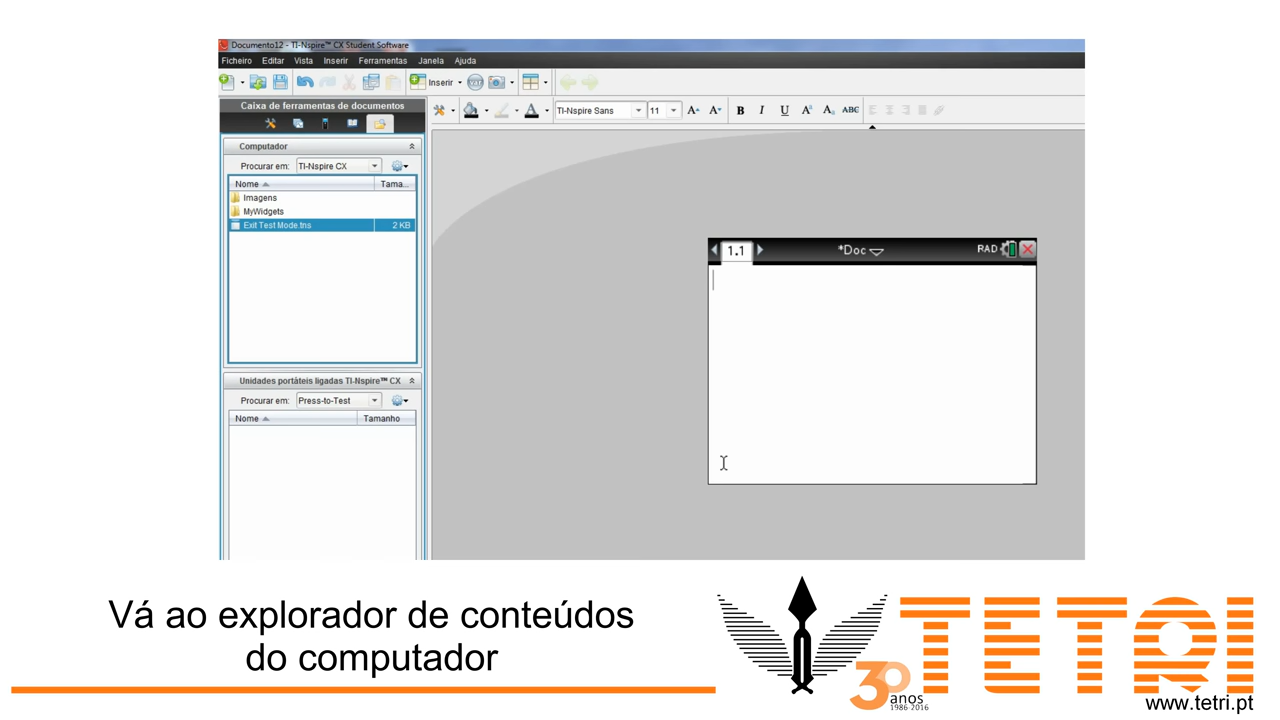 Documento12 - TI-Nspire™ CX Student Software
Ficheiro Editar Vista Inserir Ferramentas Janela Ajuda
Inserir
Caixa de ferramentas de documentos
TI-Nspire Sans 11 A A B I U A A ABC
Computador
Procurar em: TI-Nspire CX
Nome Tama...
Imagens
MyWidgets
Exit Test Mode.tns 2 KB
1.1 *Doc RAD
Unidades portáteis ligadas TI-Nspire™ CX
Procurar em: Press-to-Test
Nome Tamanho
Vá ao explorador de conteúdos
do computador
TETRI
30 anos
1986-2016
www.tetri.pt